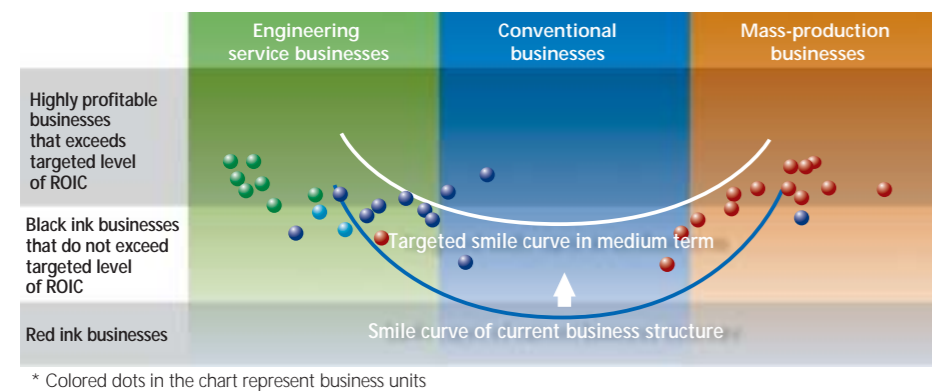 Engineering
service businesses
Conventional
businesses
Mass-production
businesses
Highly profitable
businesses
that exceeds
targeted level
of ROIC
Black ink businesses
that do not exceed
targeted level
of ROIC
Targeted smile curve in medium term
Red ink businesses
Smile curve of current business structure
* Colored dots in the chart represent business units